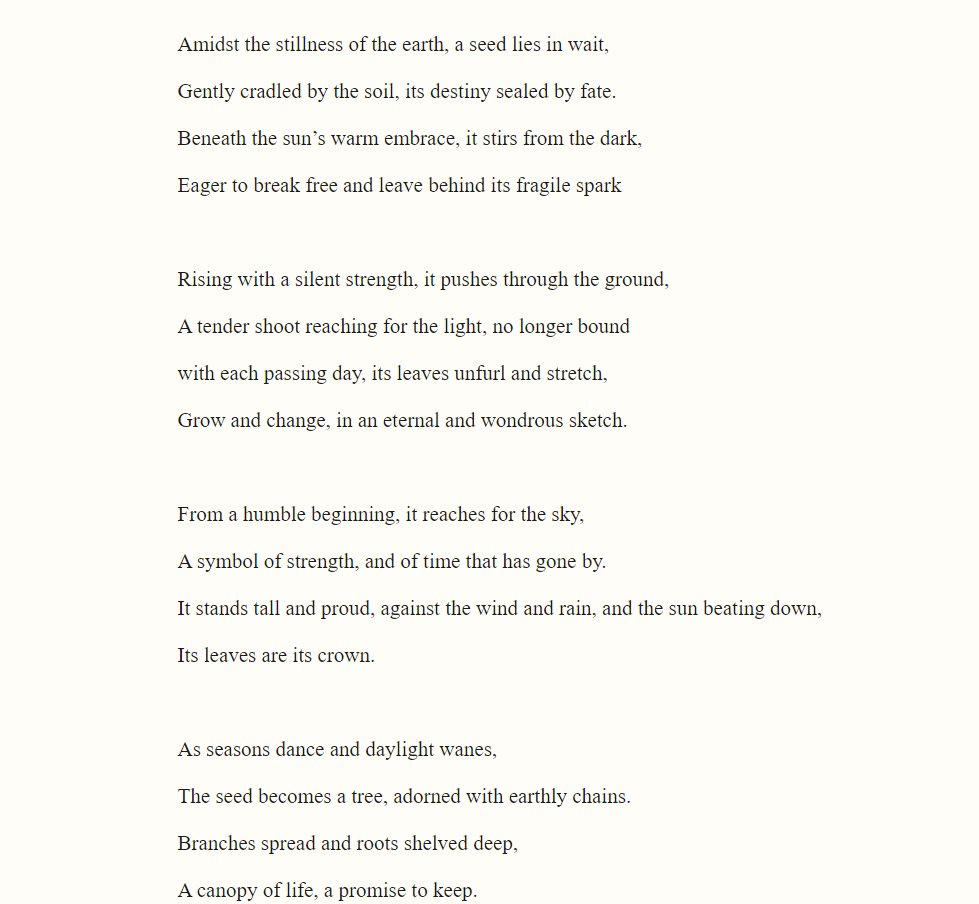 Amidst the stillness of the earth, a seed lies in wait,
Gently cradled by the soil, its destiny sealed by fate.
Beneath the sun’s warm embrace, it stirs from the dark,
Eager to break free and leave behind its fragile spark
Rising with a silent strength, it pushes through the ground,
A tender shoot reaching for the light, no longer bound
with each passing day, its leaves unfurl and stretch,
Grow and change, in an eternal and wondrous sketch.
From a humble beginning, it reaches for the sky,
A symbol of strength, and of time that has gone by.
It stands tall and proud, against the wind and rain, and the sun beating down,
Its leaves are its crown.
As seasons dance and daylight wanes,
The seed becomes a tree, adorned with earthly chains.
Branches spread and roots shelved deep,
A canopy of life, a promise to keep.